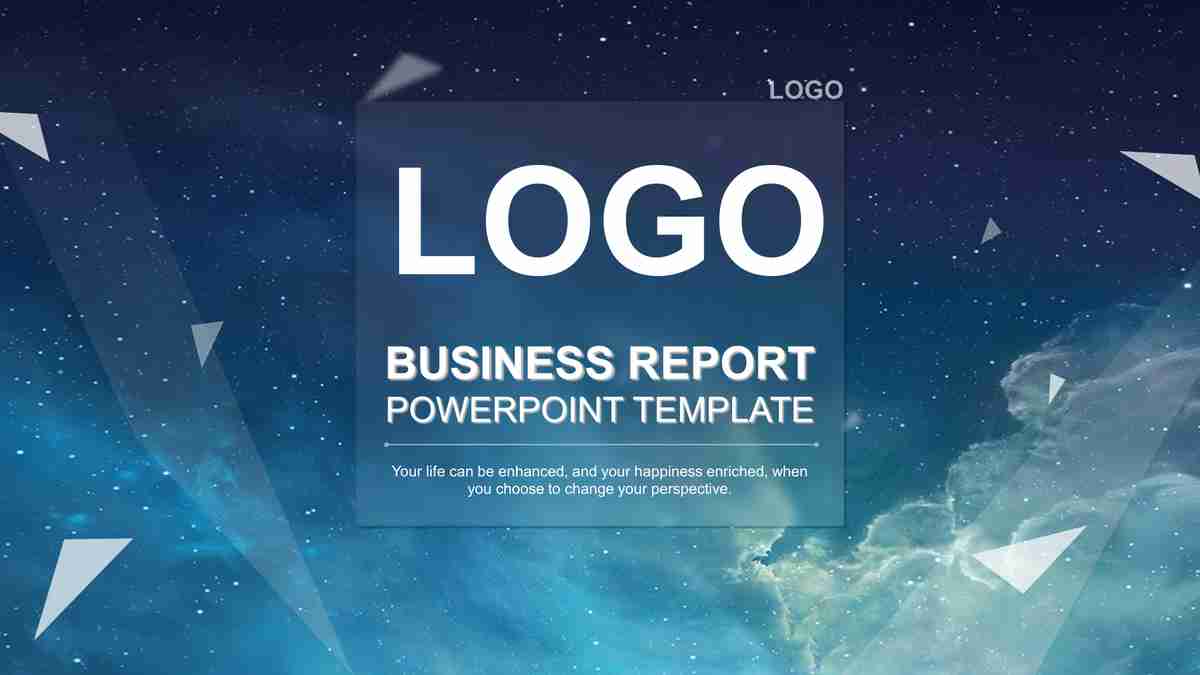 LOGO
LOGO
BUSINESS REPORT
POWERPOINT TEMPLATE
Your life can be enhanced, and your happiness enriched, when
you choose to change your perspective.